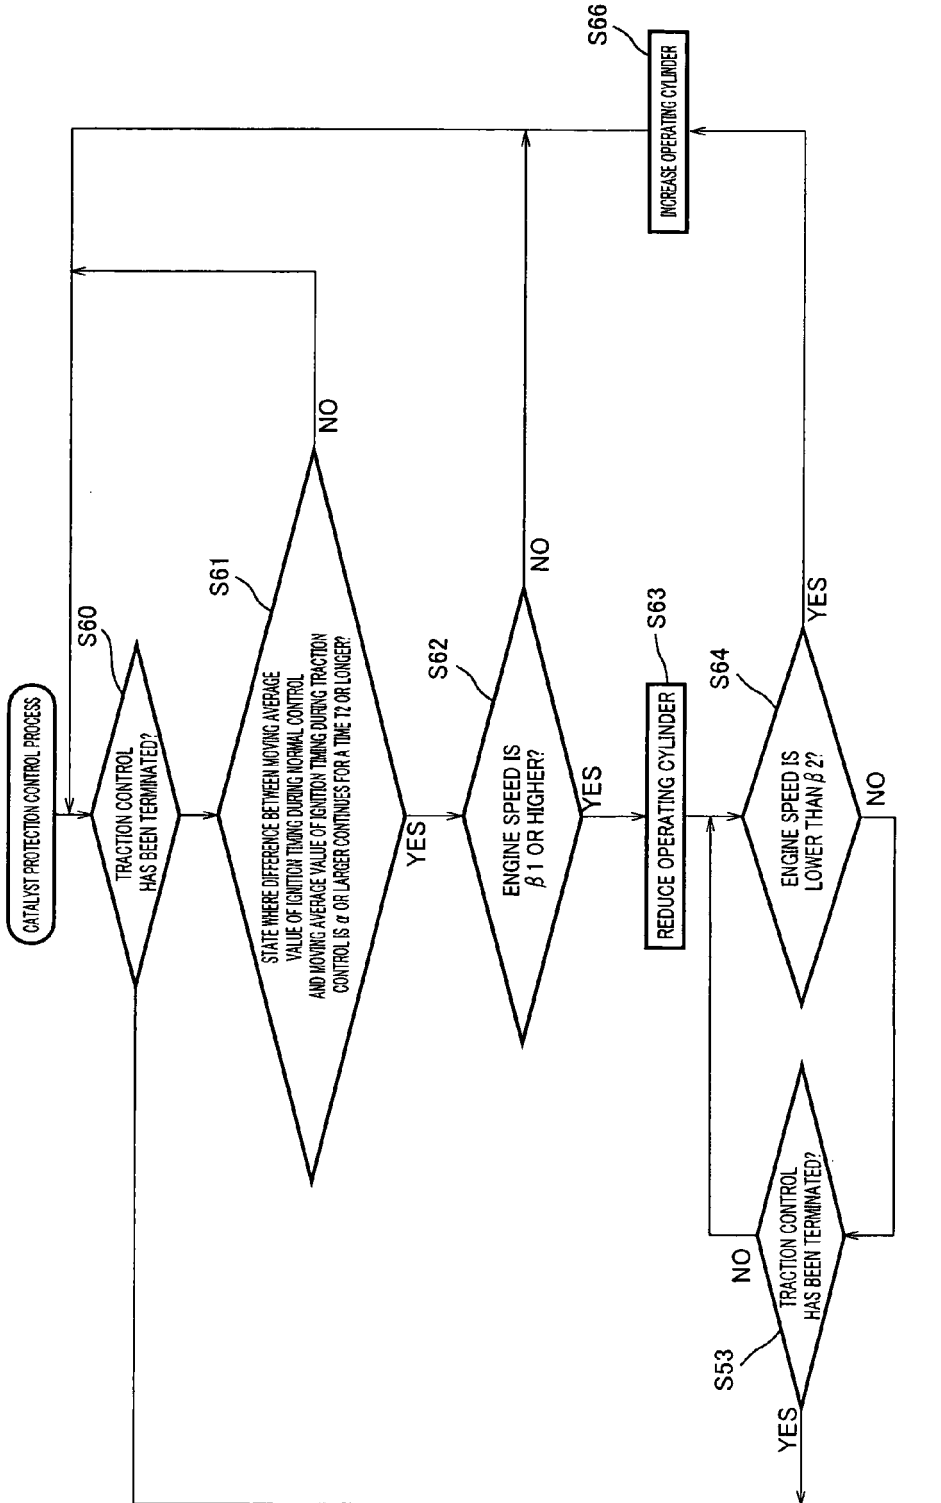 CATALYST PROTECTION CONTROL PROCESS
S60
TRACTION CONTROL
HAS BEEN TERMINATED?
S61
STATE WHERE DIFFERENCE BETWEEN MOVING AVERAGE
VALUE OF IGNITION TIMING DURING NORMAL CONTROL
AND MOVING AVERAGE VALUE OF IGNITION TIMING DURING TRACTION
CONTROL IS α OR LARGER CONTINUES FOR A TIME T2 OR LONGER?
NO
YES
S62
ENGINE SPEED IS
β1 OR HIGHER?
NO
YES
S63
REDUCE OPERATING CYLINDER
S66
INCREASE OPERATING CYLINDER
S64
ENGINE SPEED IS
LOWER THAN β2?
YES
NO
S53
TRACTION CONTROL
HAS BEEN TERMINATED?
NO
YES